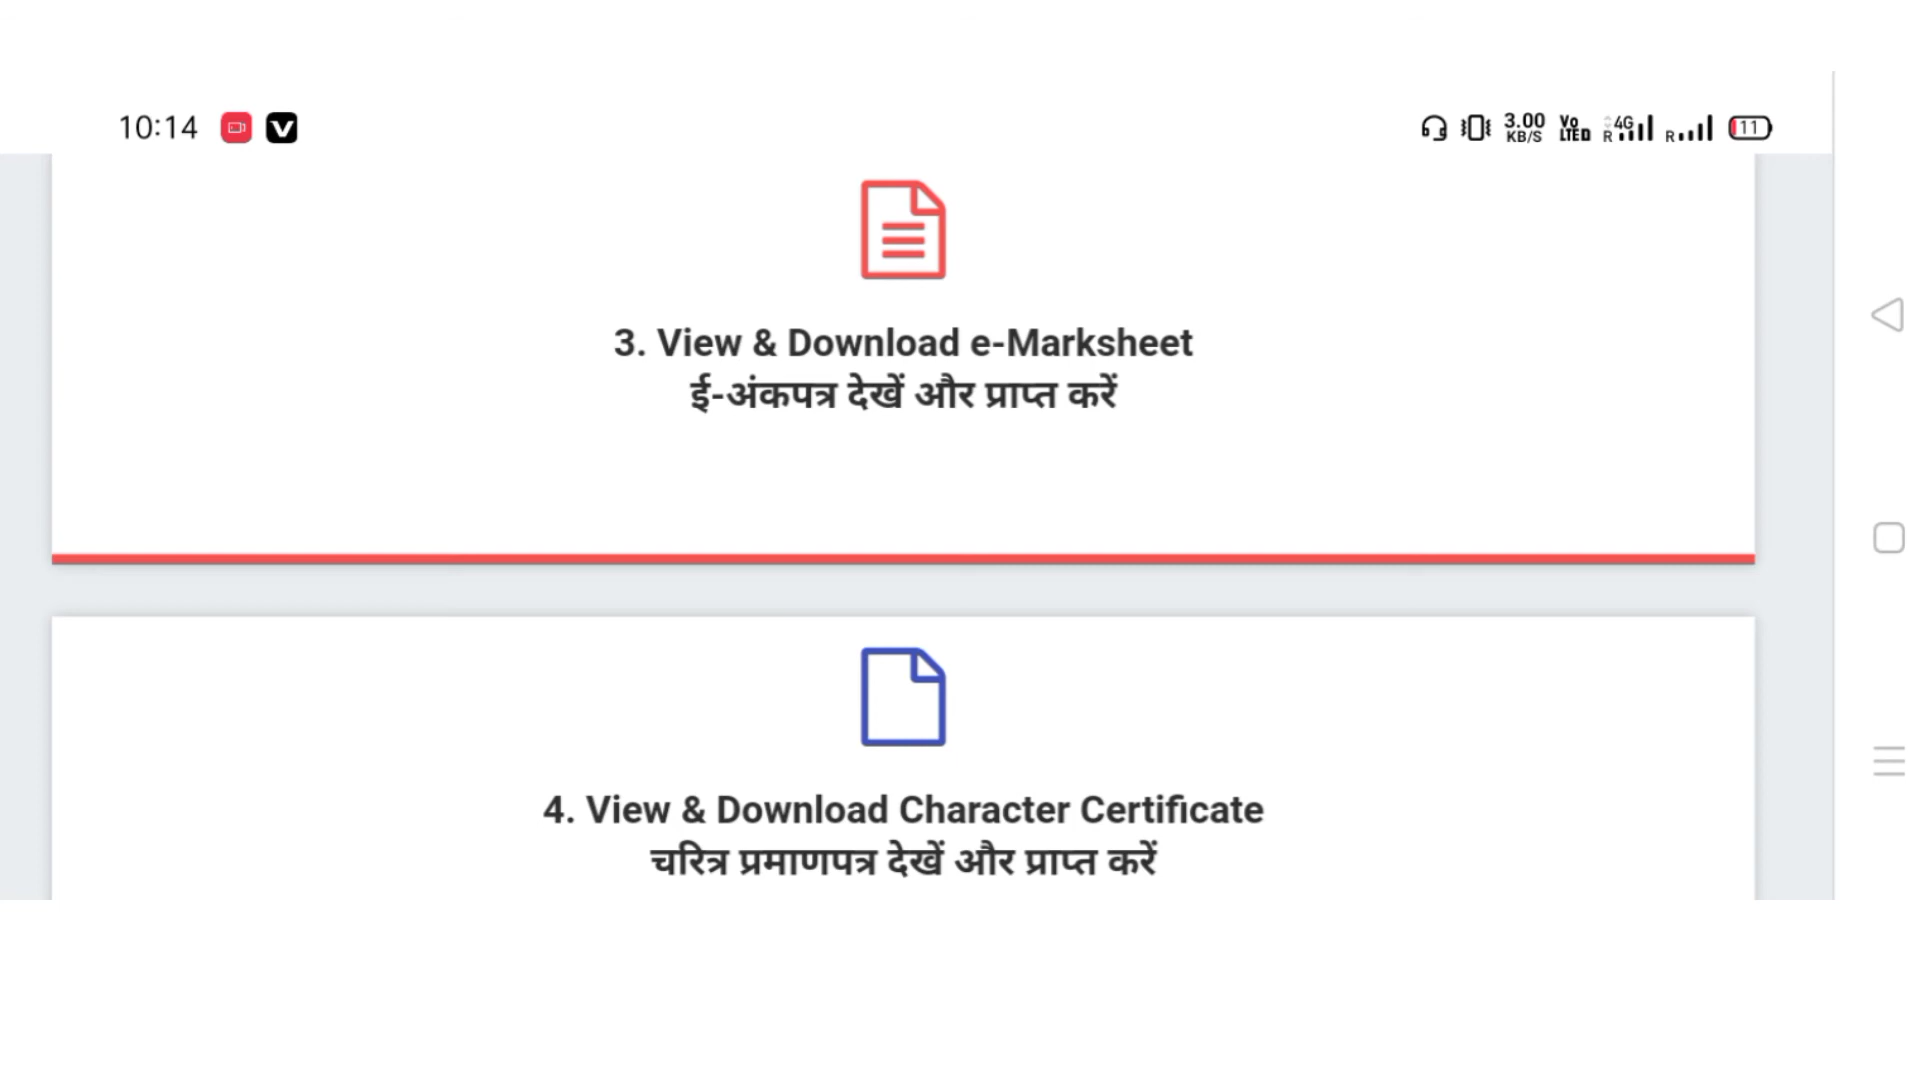 10:14
3.00
KB/S
Vo
LTED
4G
R
R
11
3. View & Download e-Marksheet
ई-अंकपत्र देखें और प्राप्त करें
4. View & Download Character Certificate
चरित्र प्रमाणपत्र देखें और प्राप्त करें